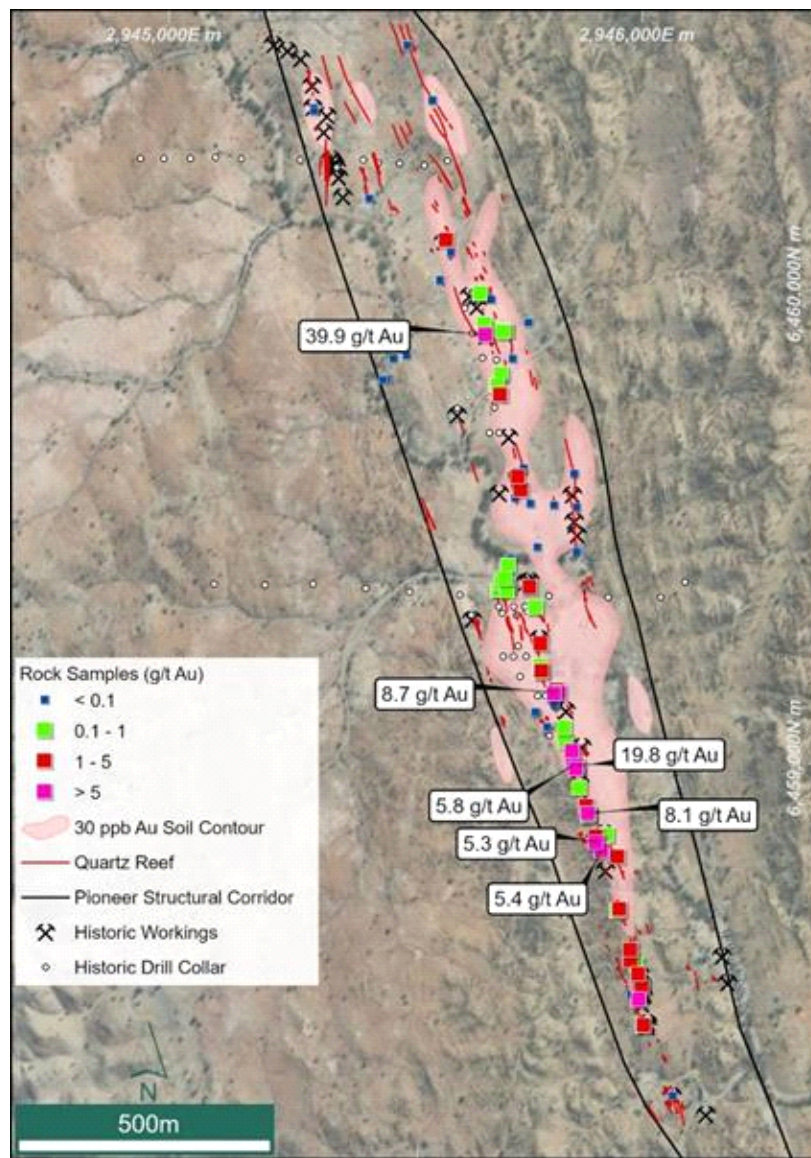 2,945,000E m
2,946,000E m
6,460,000N m
39.9 g/t Au
8.7 g/t Au
19.8 g/t Au
5.8 g/t Au
8.1 g/t Au
5.3 g/t Au
5.4 g/t Au
6,459,000N m
Rock Samples (g/t Au)
< 0.1
0.1 - 1
1 - 5
> 5
30 ppb Au Soil Contour
Quartz Reef
Pioneer Structural Corridor
Historic Workings
Historic Drill Collar
N
500m